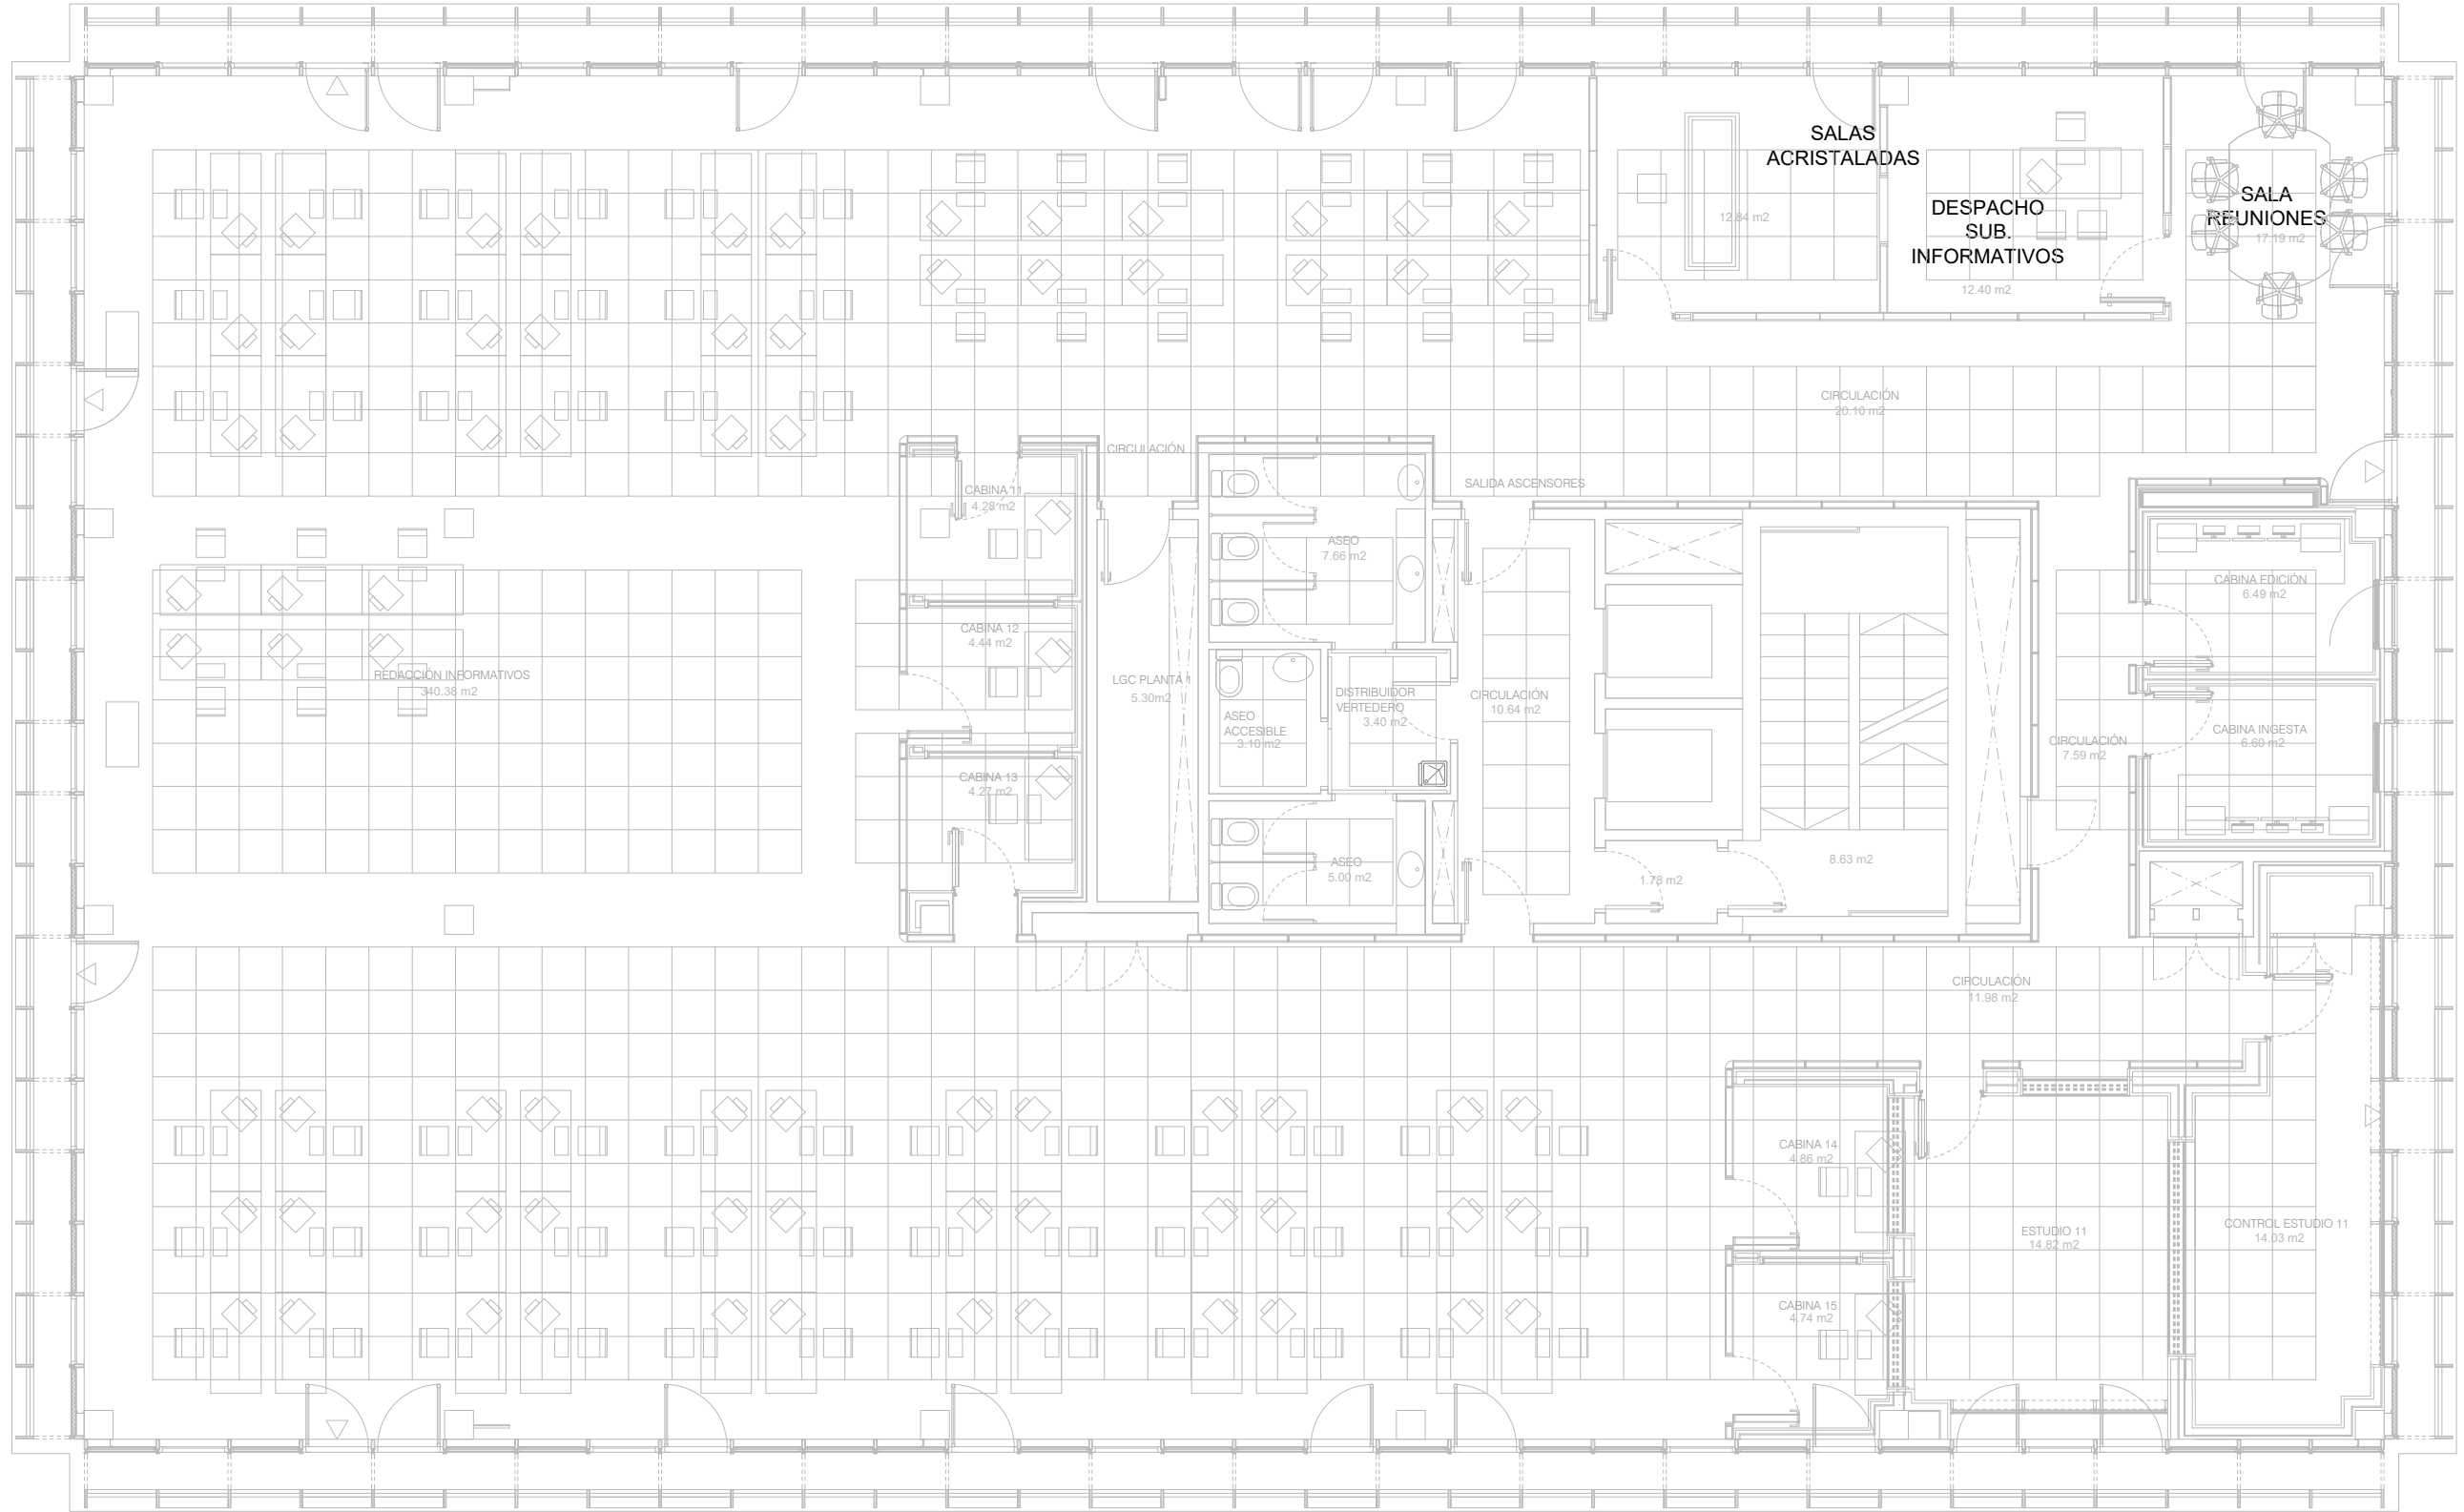 SALAS
ACRISTALADAS
12.84 m2
DESPACHO
SUB.
INFORMATIVOS
12.40 m2
SALA
REUNIONES
17.19 m2
CIRCULACIÓN
20.10 m2
CIRCULACIÓN
SALIDA ASCENSORES
CABINA 11
4.28 m2
ASEO
7.66 m2
CABINA EDICIÓN
6.49 m2
CABINA 12
4.44 m2
REDACCIÓN INFORMATIVOS
340.38 m2
LGC PLANTA 1
5.30m2
DISTRIBUIDOR
VERTEDERO
3.40 m2
CIRCULACIÓN
10.64 m2
ASEO
ACCESIBLE
3.10 m2
CIRCULACIÓN
7.59 m2
CABINA INGESTA
6.60 m2
CABINA 13
4.27 m2
ASEO
5.00 m2
1.78 m2
8.63 m2
CIRCULACIÓN
11.98 m2
CABINA 14
4.86 m2
ESTUDIO 11
14.82 m2
CONTROL ESTUDIO 11
14.03 m2
CABINA 15
4.74 m2